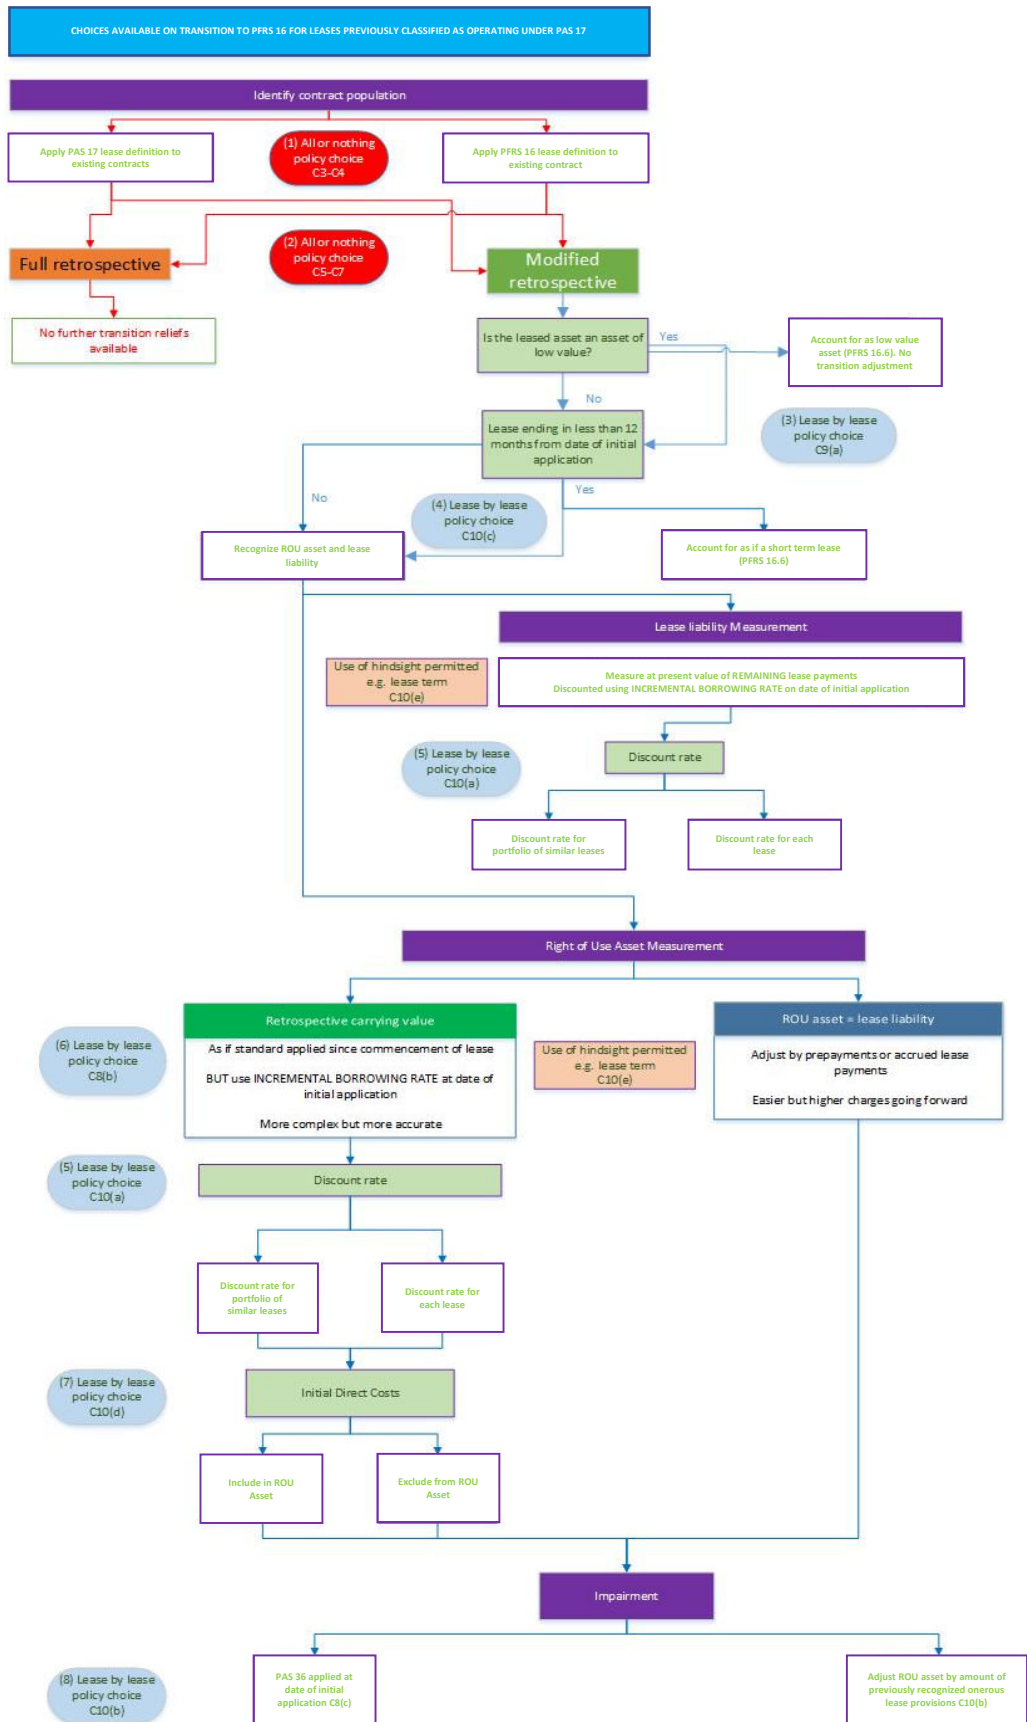 CHOICES AVAILABLE ON TRANSITION TO PFRS 16 FOR LEASES PREVIOUSLY CLASSIFIED AS OPERATING UNDER PAS 17
Identify contract population
Apply PAS 17 lease definition to
existing contracts
(1) All or nothing
policy choice
C3-C4
Apply PFRS 16 lease definition to
existing contract
Full retrospective
(2) All or nothing
policy choice
C5-C7
Modified
retrospective
No further transition reliefs
available
Is the leased asset an asset of
low value?
Yes
Account for as low value
asset (PFRS 16.6). No
transition adjustment
No
Lease ending in less than 12
months from date of initial
application
(3) Lease by lease
policy choice
C9(a)
No
Yes
(4) Lease by lease
policy choice
C10(c)
Recognize ROU asset and lease
liability
Account for as if a short term lease
(PFRS 16.6)
Lease liability Measurement
Use of hindsight permitted
e.g. lease term
C10(e)
Measure at present value of REMAINING lease payments
Discounted using INCREMENTAL BORROWING RATE on date of initial application
(5) Lease by lease
policy choice
C10(a)
Discount rate
Discount rate for
portfolio of similar leases
Discount rate for each
lease
Right of Use Asset Measurement
(6) Lease by lease
policy choice
C8(b)
Retrospective carrying value
As if standard applied since commencement of lease
BUT use INCREMENTAL BORROWING RATE at date of
initial application
More complex but more accurate
Use of hindsight permitted
e.g. lease term
C10(e)
ROU asset = lease liability
Adjust by prepayments or accrued lease
payments
Easier but higher charges going forward
(5) Lease by lease
policy choice
C10(a)
Discount rate
Discount rate for
portfolio of
similar leases
Discount rate for
each lease
(7) Lease by lease
policy choice
C10(d)
Initial Direct Costs
Include in ROU
Asset
Exclude from ROU
Asset
Impairment
(8) Lease by lease
policy choice
C10(b)
PAS 36 applied at
date of initial
application C8(c)
Adjust ROU asset by amount of
previously recognized onerous
lease provisions C10(b)